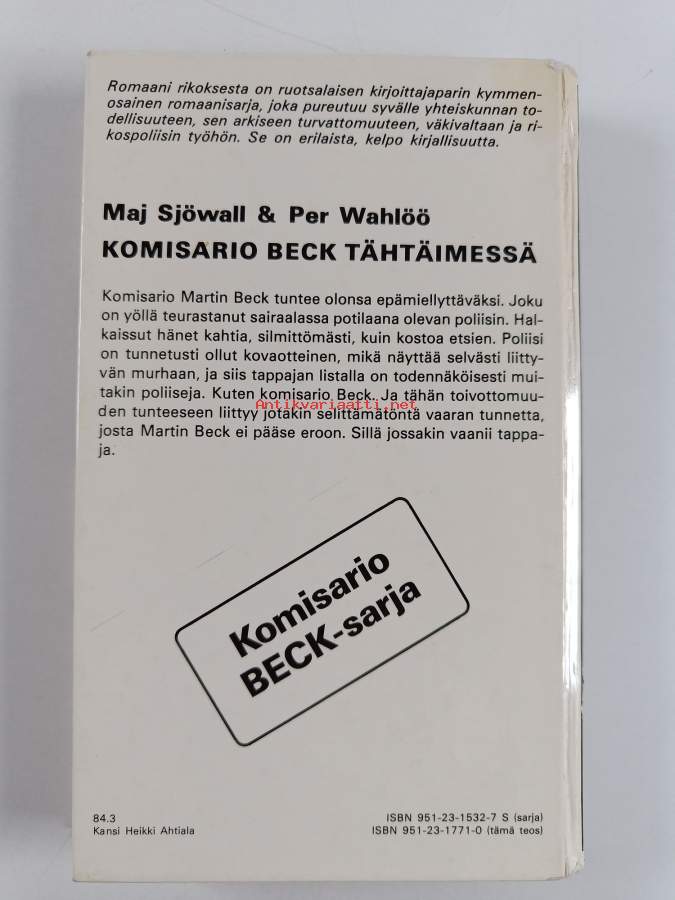 Romaani rikoksesta on ruotsalaisen kirjoittajaparin kymmen-
osainen romaanisarja, joka pureutuu syvälle yhteiskunnan to-
dellisuuteen, sen arkiseen turvattomuuteen, väkivaltaan ja ri-
kospoliisin työhön. Se on erilaista, kelpo kirjallisuutta.
Maj Sjöwall & Per Wahlöö
KOMISARIO BECK TÄHTÄIMESSÄ
Komisario Martin Beck tuntee olonsa epämiellyttäväksi. Joku
on yöllä teurastanut sairaalassa potilaana olevan poliisin. Hal-
kaissut hänet kahtia, silmittömästi, kuin kostoa etsien. Poliisi
on tunnetusti ollut kovaotteinen, mikä näyttää selvästi liitty-
vän murhaan, ja siis tappajan listalla on todennäköisesti mui-
takin poliiseja. Kuten komisario Beck. Ja tähän toivottomuu-
Antikvariaatti.net
den tunteeseen liittyy jotakin selittämätöntä vaaran tunnetta,
josta Martin Beck ei pääse eroon. Sillä jossakin vaanii tappa-
ja.
Komisario
BECK-sarja
84.3
Kansi Heikki Ahtiala
ISBN 951-23-1532-7 S (sarja)
ISBN 951-23-1771-0 (tämä teos)